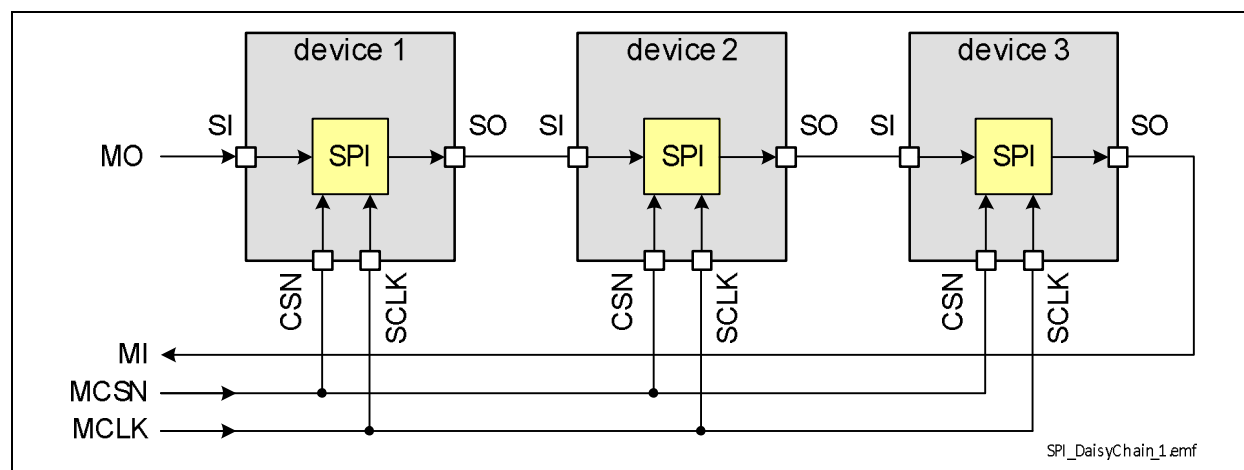 device 1
device 2
device 3
SI
SO
SI
SO
SI
SO
MO
SPI
SPI
SPI
CSN
SCLK
CSN
SCLK
CSN
SCLK
MI
MCSN
MCLK
SPI_DaisyChain_1.emf